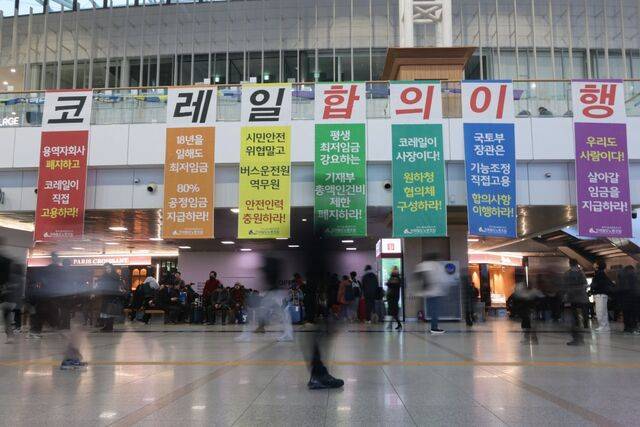 코
용역자회사
폐지하고
코레일이
직접
고용하라!
레
18년을
일해도
최저임금
80%
공정임금
지급하라!
일
시민안전
위협말고
버스운전원
역무원
안전인력
충원하라!
합
평생
최저임금
강요하는
기재부
총액인건비
제한
폐지하라!
의
코레일이
사장이다!
원하청
협의체
구성하라!
이
국토부
장관은
기능조정
직접고용
합의사항
이행하라!
행
우리도
사람이다!
살아갈
임금을
지급하라!
PARIS CROISSANT